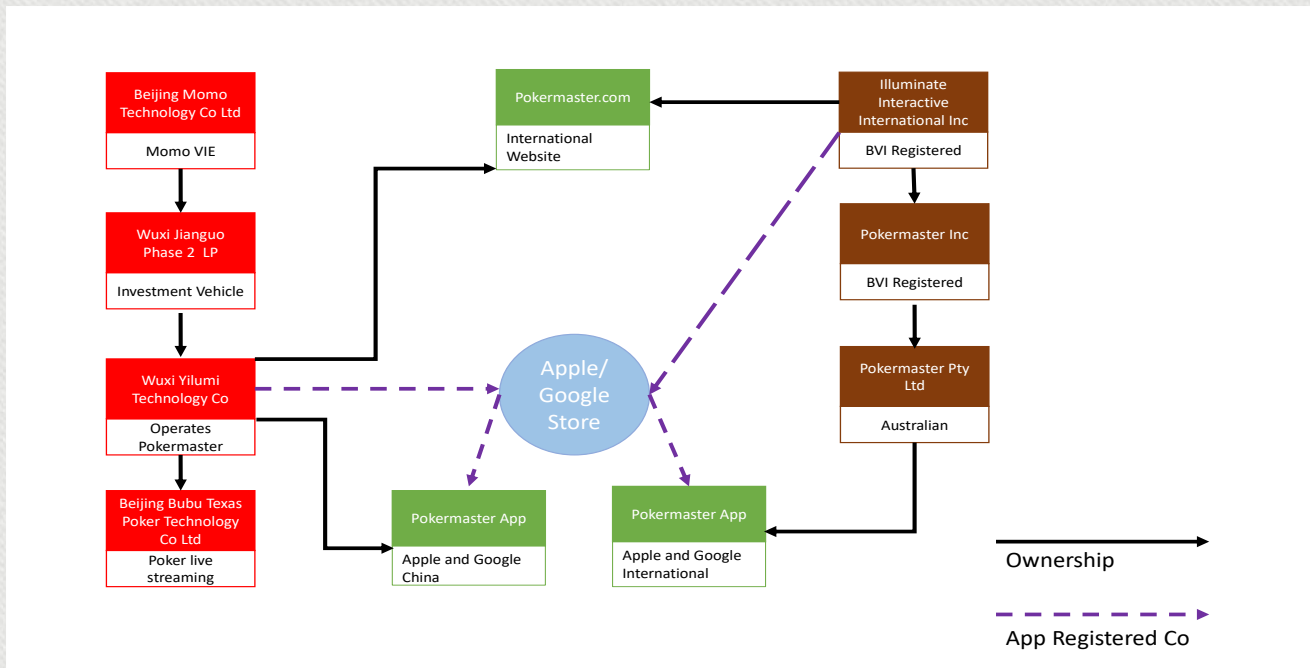 Beijing Momo
Technology Co Ltd
Momo VIE
Wuxi Jianguo
Phase 2 LP
Investment Vehicle
Wuxi Yilumi
Technology Co
Operates
Pokermaster
Beijing Bubu Texas
Poker Technology
Co Ltd
Poker live
streaming
Pokermaster.com
International
Website
Apple/
Google
Store
Pokermaster App
Apple and Google
China
Pokermaster App
Apple and Google
International
Illuminate
Interactive
International Inc
BVI Registered
Pokermaster Inc
BVI Registered
Pokermaster Pty
Ltd
Australian
Ownership
App Registered Co